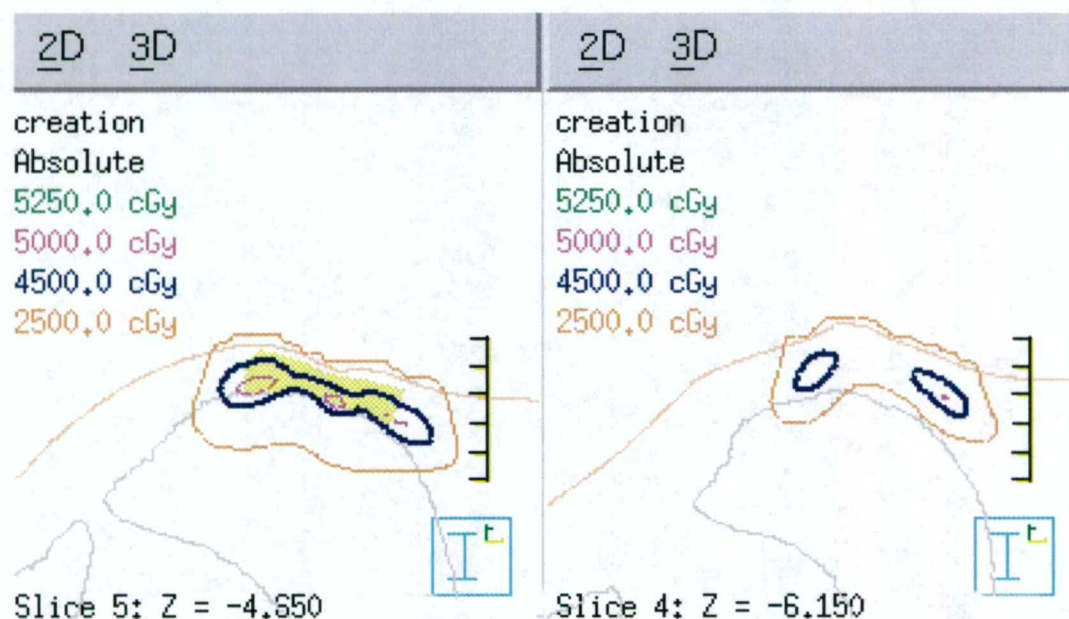 2D 3D
creation
Absolute
5250.0 cGy
5000.0 cGy
4500.0 cGy
2500.0 cGy
Slice 5: Z = -4.850
2D 3D
creation
Absolute
5250.0 cGy
5000.0 cGy
4500.0 cGy
2500.0 cGy
Slice 4: Z = -6.150